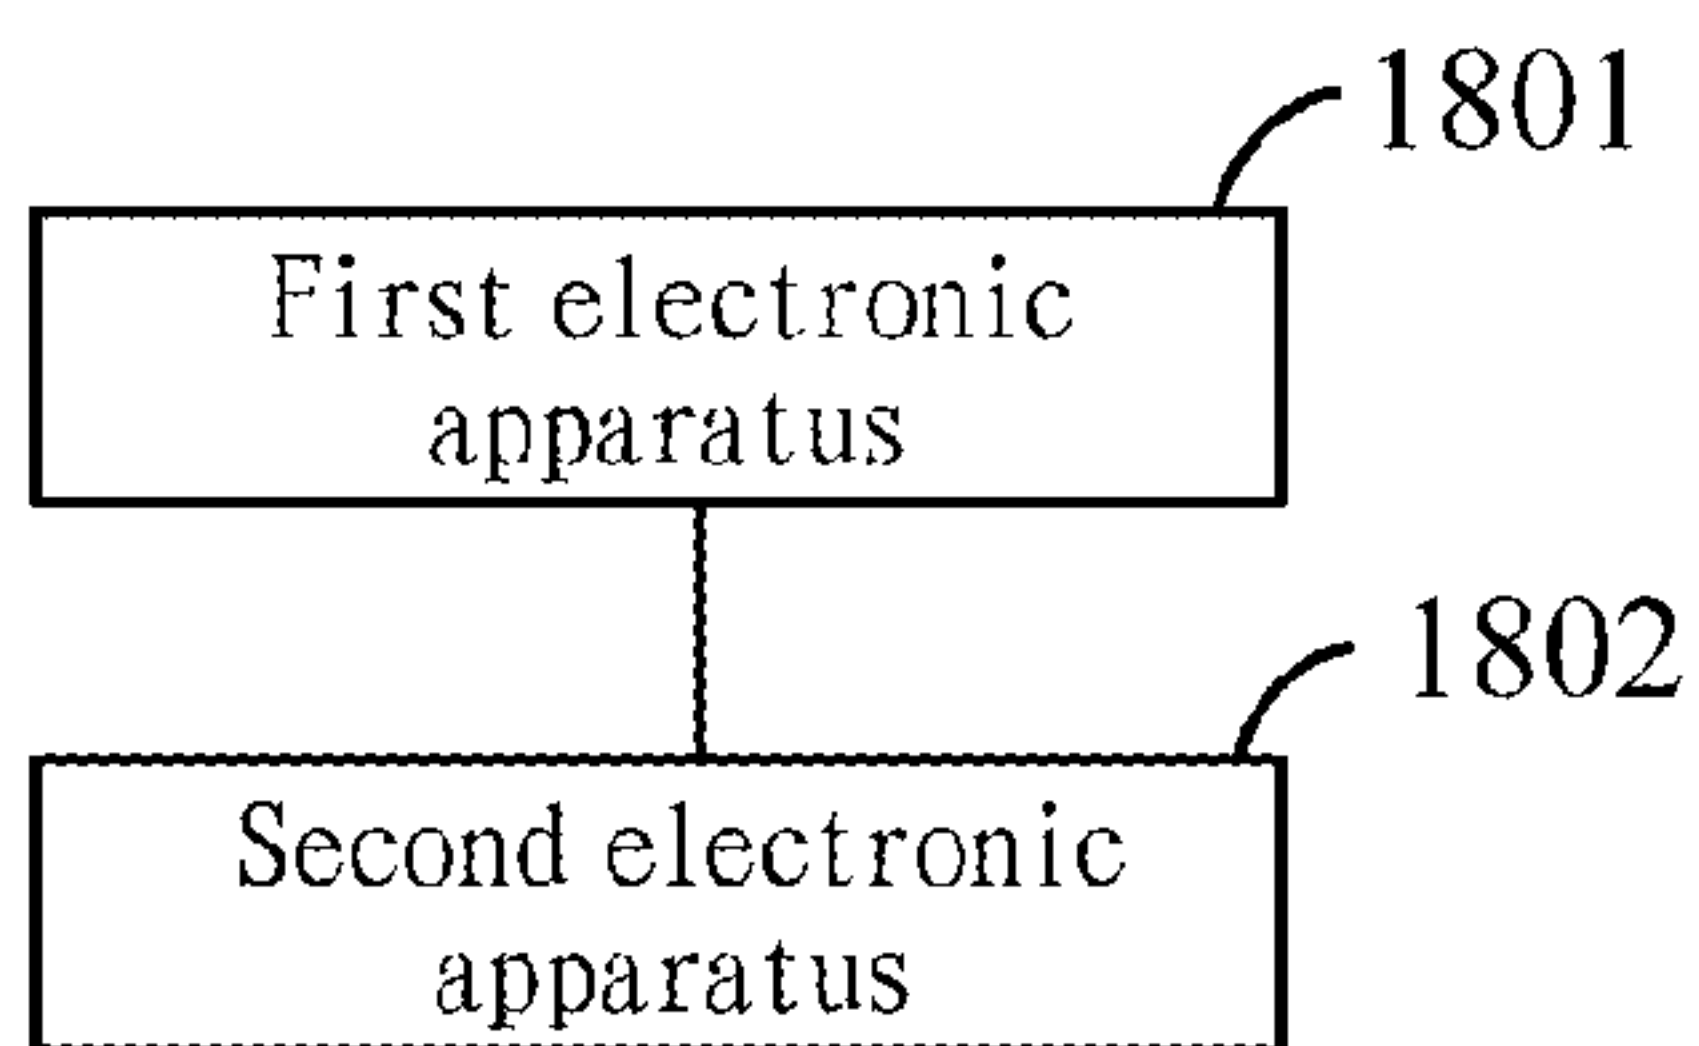 1801
First electronic
apparatus
1802
Second electronic
apparatus